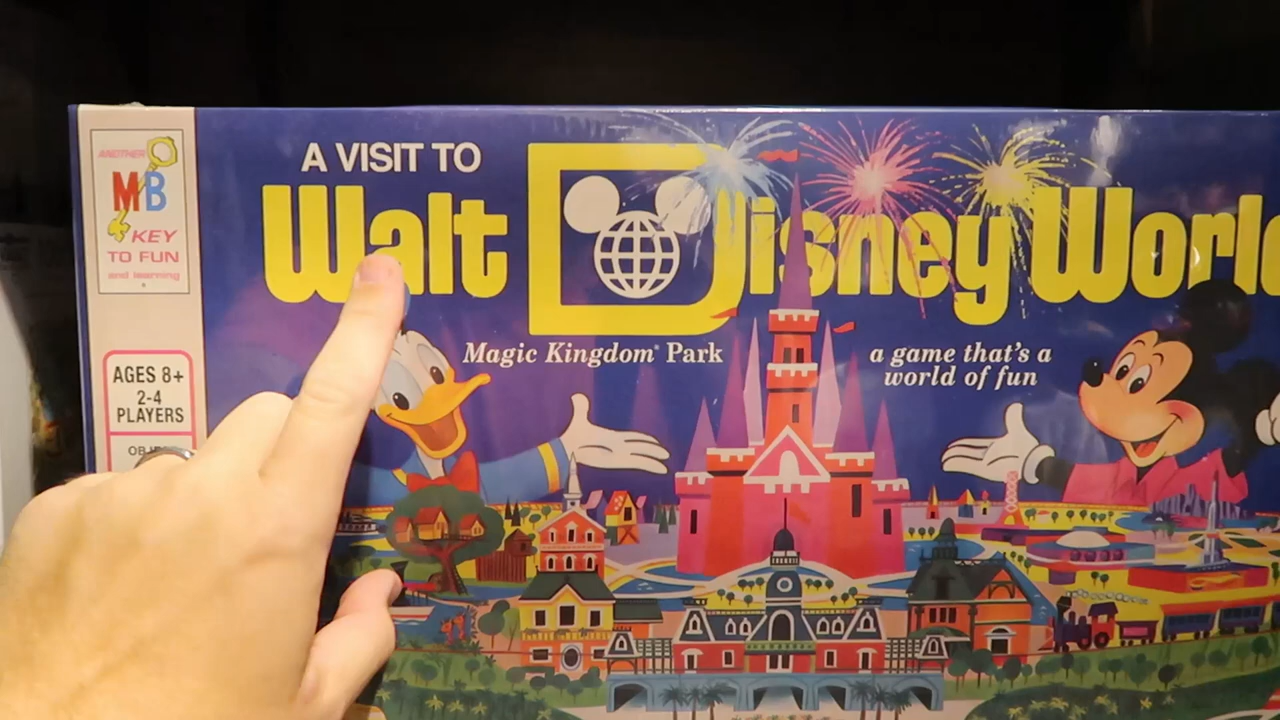 ANOTHER
MB
KEY
TO FUN
and learning
AGES 8+
2-4
PLAYERS
A VISIT TO
Walt Disney World
Magic Kingdom® Park
a game that's a
world of fun